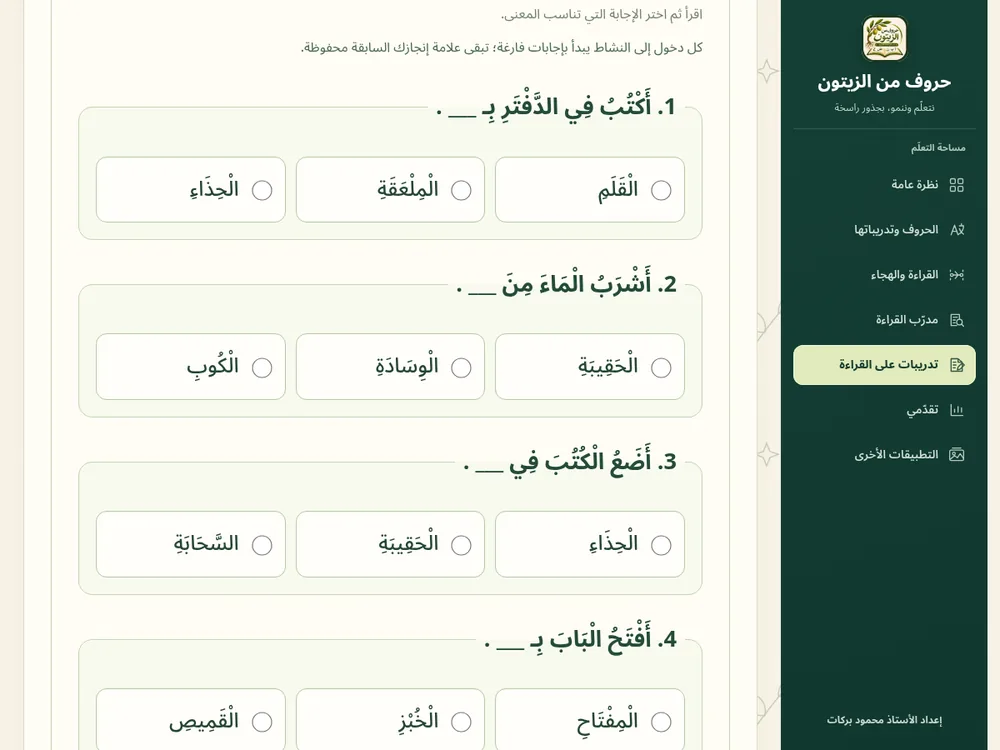 حروف من الزيتون
نتعلّم وننمو، بجذور راسخة
مساحة التعلّم
نظرة عامة
الحروف وتدريباتها
القراءة والهجاء
مدرّب القراءة
تدريبات على القراءة
تقدّمي
التطبيقات الأخرى
إعداد الأستاذ محمود بركات
اقرأ ثم اختر الإجابة التي تناسب المعنى.
كل دخول إلى النشاط يبدأ بإجابات فارغة؛ تبقى علامة إنجازك السابقة محفوظة.
1. أَكْتُبُ فِي الدَّفْتَرِ بِـ ___ .
الْقَلَمِ
الْمِلْعَقَةِ
الْحِذَاءِ
2. أَشْرَبُ الْمَاءَ مِنَ ___ .
الْحَقِيبَةِ
الْوِسَادَةِ
الْكُوبِ
3. أَضَعُ الْكُتُبَ فِي ___ .
الْحِذَاءِ
الْحَقِيبَةِ
السَّحَابَةِ
4. أَفْتَحُ الْبَابَ بِـ ___ .
الْمِفْتَاحِ
الْخُبْزِ
الْقَمِيصِ